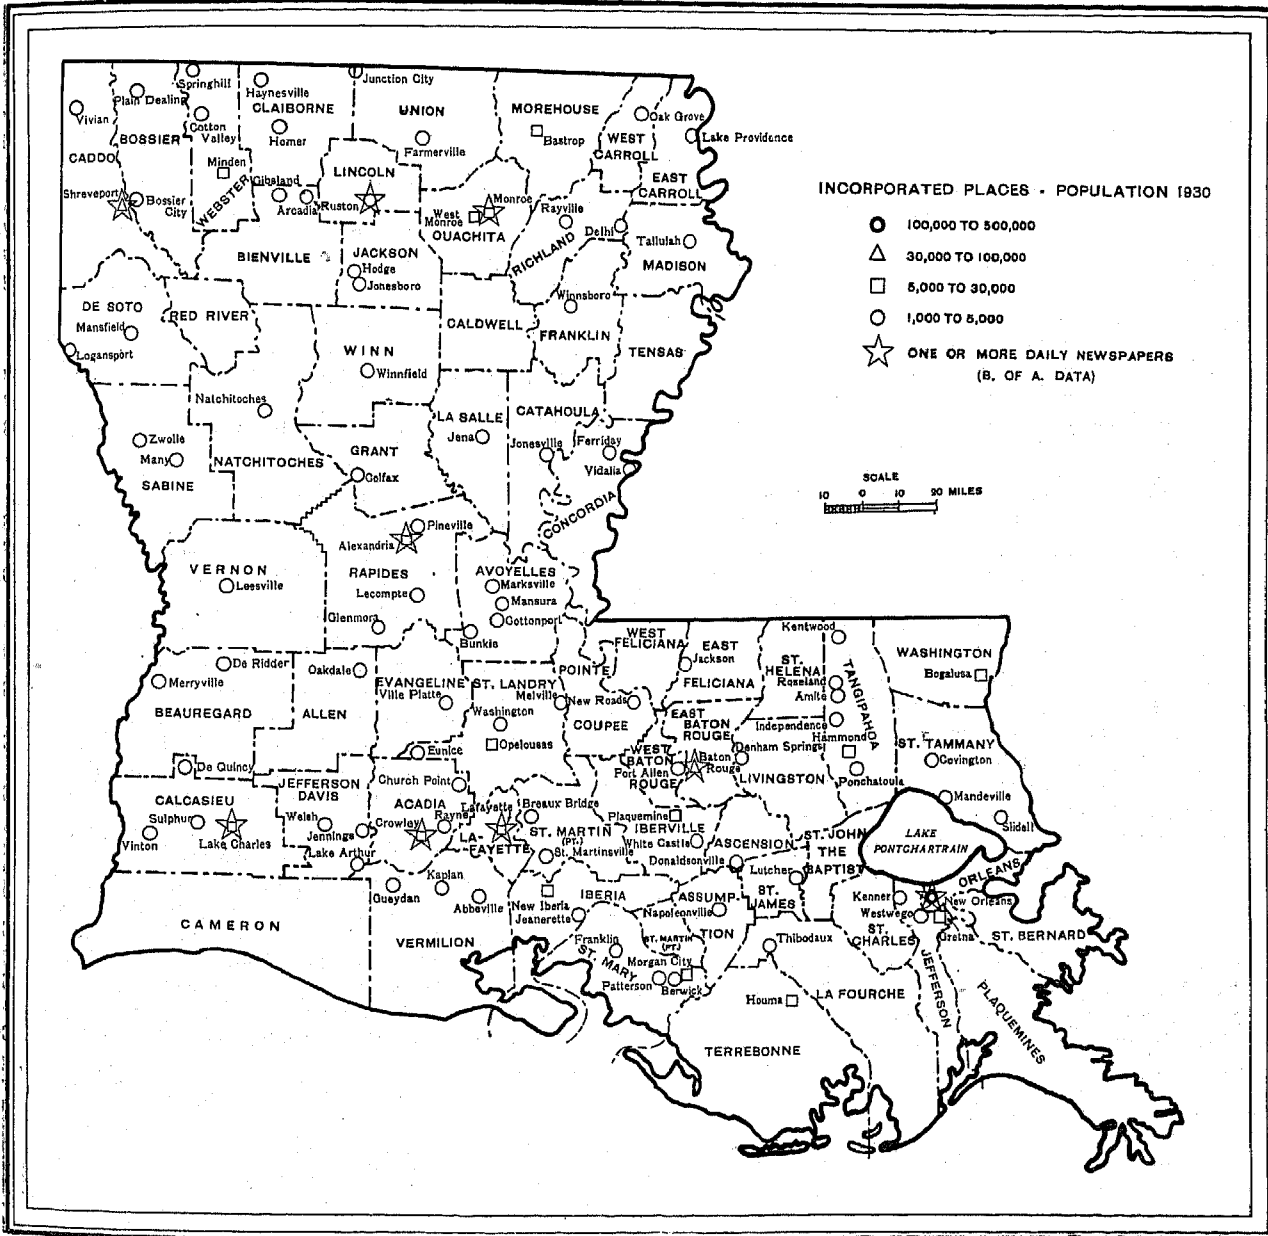 Springhill
Junction City
Haynesville
Plain Dealing
CLAIBORNE
UNION
MOREHOUSE
Vivian
Cotton
Valley
Oak Grove
BOSSIER
Homer
Bastrop
WEST
CARROLL
Lake Providence
CADDO
Minden
Farmerville
LINCOLN
EAST
CARROLL
Shreveport
Bossier
City
WEBSTER
Gibsland
Arcadia
Ruston
West
Monroe
Monroe
OUACHITA
Rayville
RICHLAND
Delhi
Tallulah
BIENVILLE
JACKSON
Hodge
Jonesboro
MADISON
DE SOTO
Mansfield
RED RIVER
Winnsboro
CALDWELL
FRANKLIN
Logansport
WINN
Winnfield
TENSAS
Natchitoches
LA SALLE
Jena
CATAHOULA
Zwolle
Many
NATCHITOCHES
GRANT
Jonesville
Ferriday
Vidalia
SABINE
Colfax
CONCORDIA
Pineville
Alexandria
VERNON
Leesville
RAPIDES
Lecompte
AVOYELLES
Marksville
Mansura
Cottonport
Glenmora
Bunkie
INCORPORATED PLACES - POPULATION 1930
100,000 TO 500,000
30,000 TO 100,000
5,000 TO 30,000
1,000 TO 5,000
ONE OR MORE DAILY NEWSPAPERS
(B. OF A. DATA)
SCALE
10 0 10 20 MILES
De Ridder
Merryville
BEAUREGARD
Oakdale
ALLEN
EVANGELINE
Ville Platte
ST. LANDRY
Melville
Washington
Opelousas
POINTE
COUPEE
New Roads
WEST
FELICIANA
EAST
FELICIANA
Jackson
ST.
HELENA
Kentwood
Roseland
Amite
TANGIPAHOA
Independence
Hammond
Ponchatoula
WASHINGTON
Bogalusa
EAST
BATON
ROUGE
WEST
BATON
ROUGE
Port Allen
Baton
Rouge
Denham Springs
LIVINGSTON
ST. TAMMANY
Covington
Mandeville
Slidell
De Quincy
Eunice
CALCASIEU
Sulphur
Vinton
Lake Charles
JEFFERSON
DAVIS
Welsh
Jennings
Lake Arthur
Church Point
ACADIA
Crowley
Rayne
Lafayette
LA-
FAYETTE
Breaux Bridge
ST. MARTIN
(PT.)
St. Martinsville
Plaquemine
IBERVILLE
White Castle
Donaldsonville
ASCENSION
ST. JOHN
THE
BAPTIST
Lutcher
ST.
JAMES
LAKE
PONTCHARTRAIN
ORLEANS
New Orleans
Kenner
Westwego
Gretna
ST.
CHARLES
ST. BERNARD
CAMERON
Gueydan
Kaplan
Abbeville
VERMILION
New Iberia
Jeanerette
IBERIA
ASSUMP-
TION
Napoleonville
ST. MARTIN
(PT.)
Franklin
ST. MARY
Morgan City
Patterson
Berwick
Thibodaux
Houma
LA FOURCHE
JEFFERSON
PLAQUEMINES
TERREBONNE